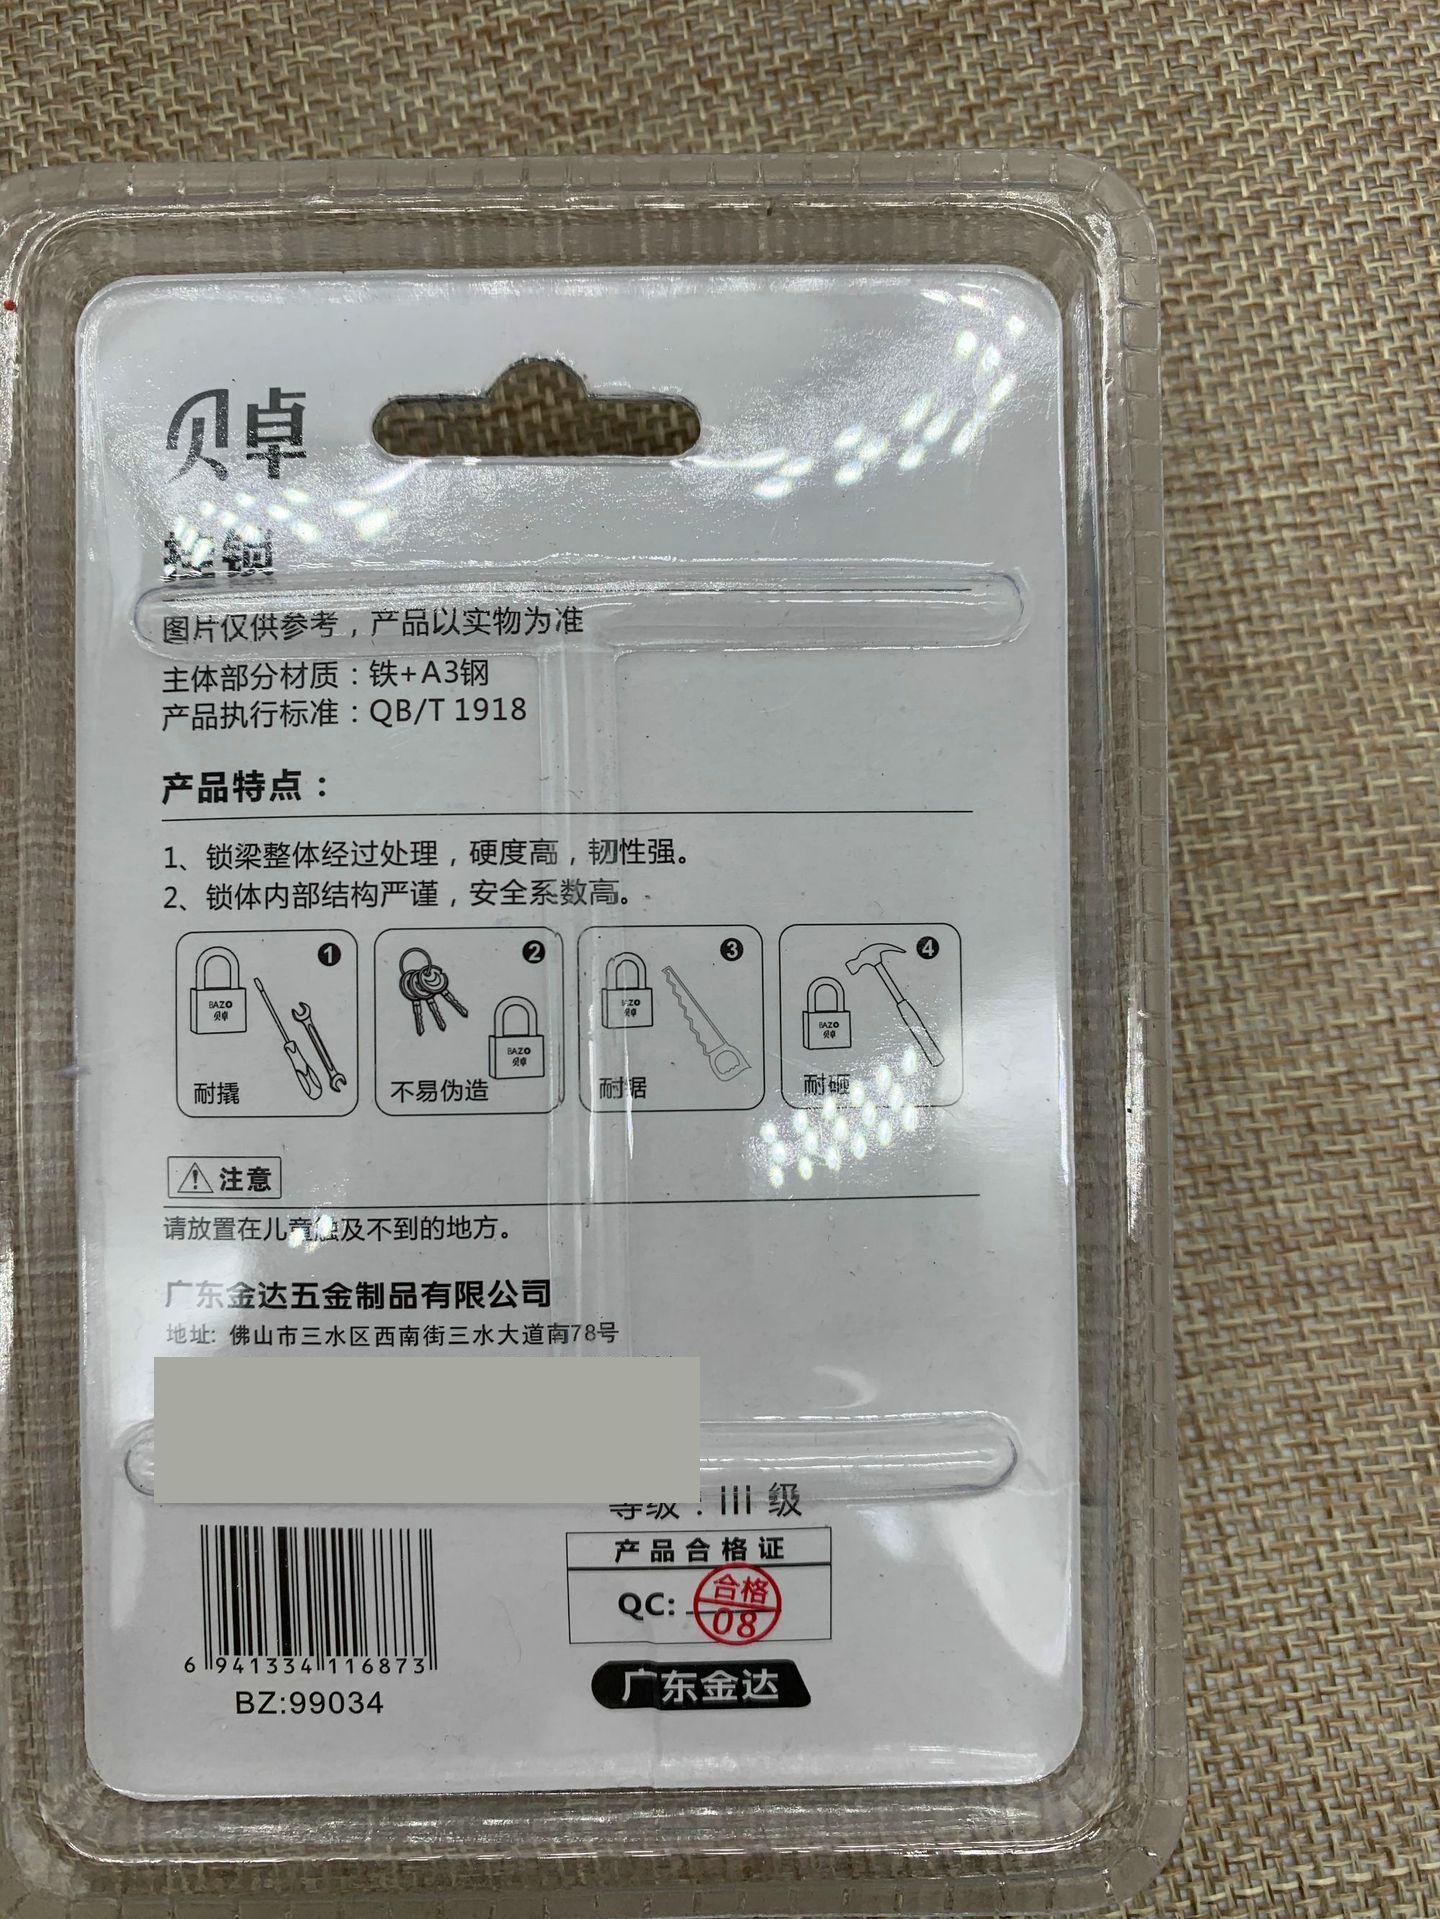 贝卓
挂锁
图片仅供参考，产品以实物为准
主体部分材质：铁+A3钢
产品执行标准：QB/T 1918
产品特点：
1、锁梁整体经过处理，硬度高，韧性强。
2、锁体内部结构严谨，安全系数高。
1
BAZO
贝卓
耐撬
2
BAZO
贝卓
不易伪造
3
BAZO
贝卓
耐锯
4
BAZO
贝卓
耐砸
注意
请放置在儿童触及不到的地方。
广东金达五金制品有限公司
地址: 佛山市三水区西南街三水大道南78号
等级：III 级
产品合格证
QC:
合格
08
广东金达
6 941334 116873
BZ:99034